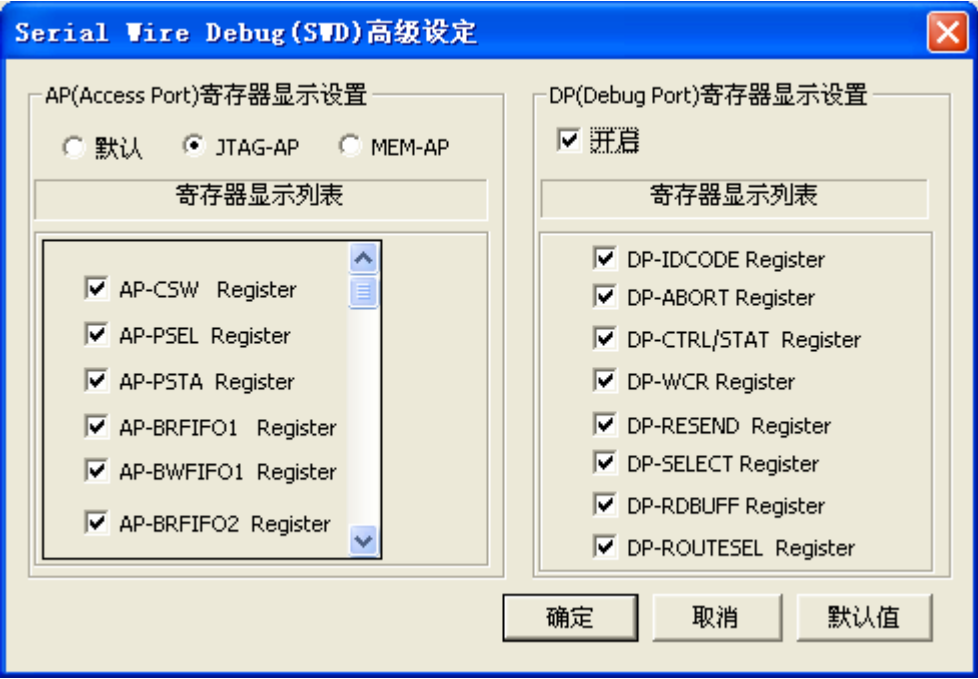 Serial Wire Debug(SWD)高级设定
AP(Access Port)寄存器显示设置
默认 JTAG-AP MEM-AP
寄存器显示列表
AP-CSW Register
AP-PSEL Register
AP-PSTA Register
AP-BRFIFO1 Register
AP-BWFIFO1 Register
AP-BRFIFO2 Register
DP(Debug Port)寄存器显示设置
开启
寄存器显示列表
DP-IDCODE Register
DP-ABORT Register
DP-CTRL/STAT Register
DP-WCR Register
DP-RESEND Register
DP-SELECT Register
DP-RDBUFF Register
DP-ROUTESEL Register
确定 取消 默认值